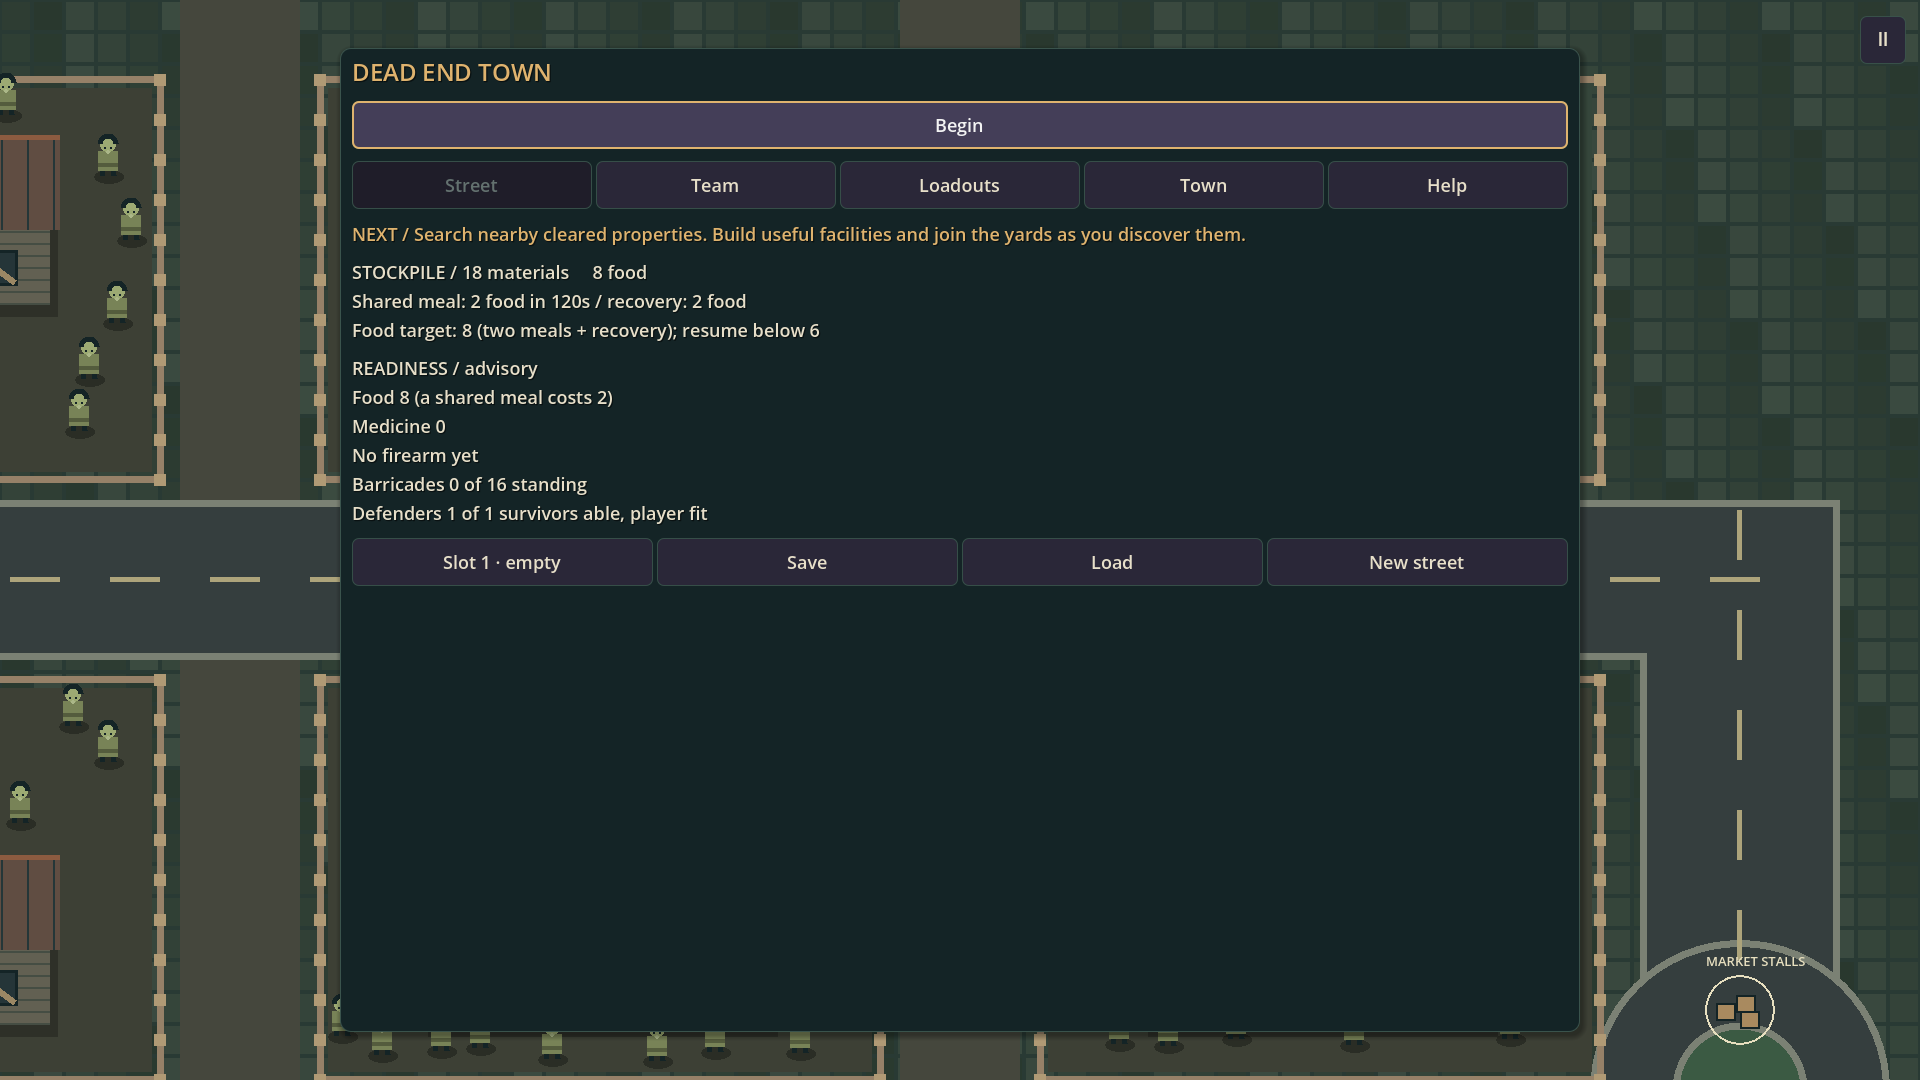 DEAD END TOWN
Begin
Street
Team
Loadouts
Town
Help
NEXT / Search nearby cleared properties. Build useful facilities and join the yards as you discover them.
STOCKPILE / 18 materials 8 food
Shared meal: 2 food in 120s / recovery: 2 food
Food target: 8 (two meals + recovery); resume below 6
READINESS / advisory
Food 8 (a shared meal costs 2)
Medicine 0
No firearm yet
Barricades 0 of 16 standing
Defenders 1 of 1 survivors able, player fit
Slot 1 · empty
Save
Load
New street
MARKET STALLS